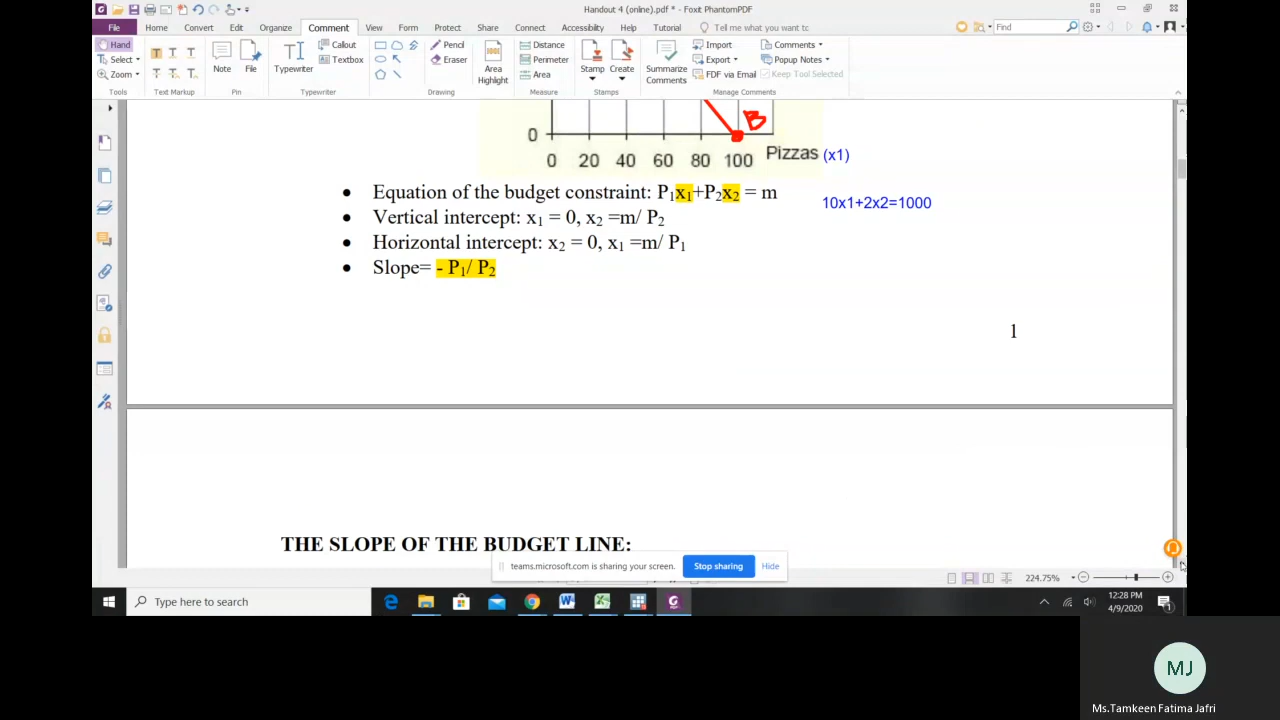 Handout 4 (online).pdf * - Foxit PhantomPDF
File Home Convert Edit Organize Comment View Form Protect Share Connect Accessibility Help Tutorial Tell me what you want to Find
Hand
Select
Zoom
Tools
Text Markup
Note
File
Pin
Typewriter
Callout
Textbox
Typewriter
Pencil
Eraser
Area Highlight
Drawing
Distance
Perimeter
Area
Measure
Stamp
Create
Stamps
Summarize Comments
Import
Export
FDF via Email
Comments
Popup Notes
Keep Tool Selected
Manage Comments
B
0
0 20 40 60 80 100 Pizzas (x1)
• Equation of the budget constraint: P₁x₁+P₂x₂ = m
10x1+2x2=1000
• Vertical intercept: x₁ = 0, x₂ =m/ P₂
• Horizontal intercept: x₂ = 0, x₁ =m/ P₁
• Slope= - P₁/ P₂
1
THE SLOPE OF THE BUDGET LINE:
teams.microsoft.com is sharing your screen. Stop sharing Hide
224.75%
Type here to search
12:28 PM
4/9/2020
1
MJ
Ms.Tamkeen Fatima Jafri